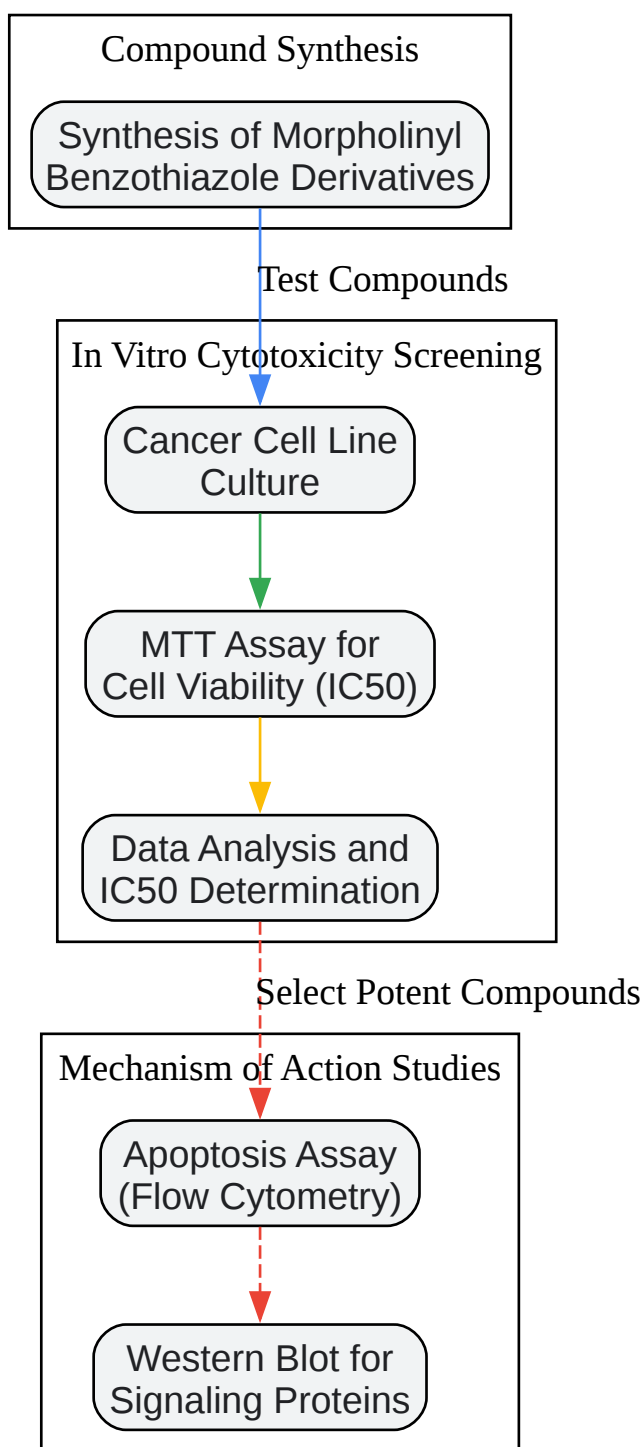 Compound Synthesis
Synthesis of Morpholinyl
Benzothiazole Derivatives
Test Compounds
In Vitro Cytotoxicity Screening
Cancer Cell Line
Culture
MTT Assay for
Cell Viability (IC50)
Data Analysis and
IC50 Determination
Select Potent Compounds
Mechanism of Action Studies
Apoptosis Assay
(Flow Cytometry)
Western Blot for
Signaling Proteins